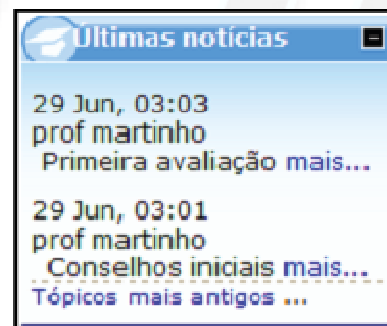 Últimas notícias
29 Jun, 03:03
prof martinho
Primeira avaliação mais...
29 Jun, 03:01
prof martinho
Conselhos iniciais mais...
Tópicos mais antigos ...